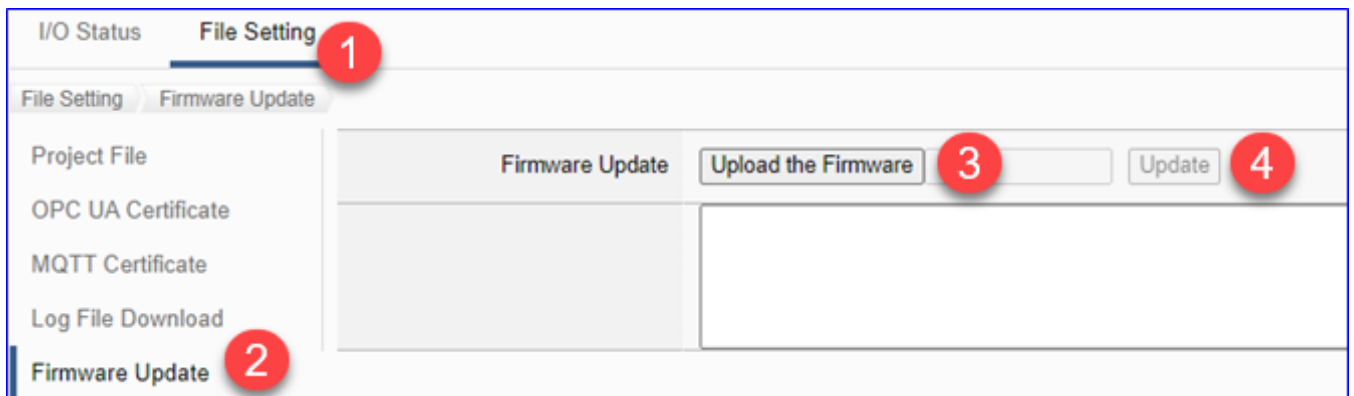 I/O Status File Setting 1
File Setting Firmware Update
Project File
Firmware Update Upload the Firmware 3 Update 4
OPC UA Certificate
MQTT Certificate
Log File Download
Firmware Update 2